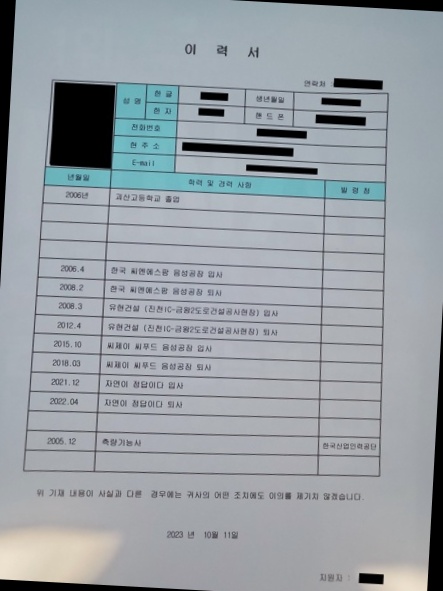 이 력 서
연락처 :
성 명
한 글
생년월일
한 자
핸 드 폰
전화번호
현 주 소
E-mail
년월일 학력 및 경력 사항 발 령 청
2006년 괴산고등학교 졸업
2006.4 한국 씨엔에스팜 음성공장 입사
2008.2 한국 씨엔에스팜 음성공장 퇴사
2008.3 유현건설 (진천IC-금왕2도로건설공사현장) 입사
2012.4 유현건설 (진천IC-금왕2도로건설공사현장) 퇴사
2015.10 씨제이 씨푸드 음성공장 입사
2018.03 씨제이 씨푸드 음성공장 퇴사
2021.12 자연이 정답이다 입사
2022.04 자연이 정답이다 퇴사
2005.12 측량기능사 한국산업인력공단
위 기재 내용이 사실과 다른 경우에는 귀사의 어떤 조치에도 이의를 제기치 않겠습니다.
2023 년 10월 11일
지원자 :